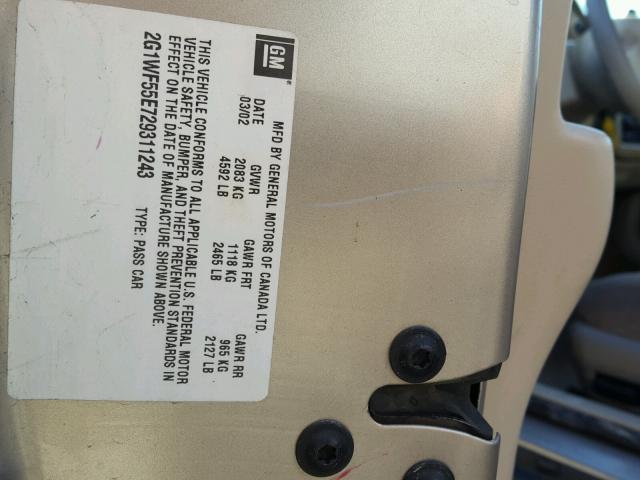 GM
MFD BY GENERAL MOTORS OF CANADA LTD.
DATE GVWR GAWR FRT GAWR RR
03/02 2083 KG 1118 KG 965 KG
4592 LB 2465 LB 2127 LB
THIS VEHICLE CONFORMS TO ALL APPLICABLE U.S. FEDERAL MOTOR
VEHICLE SAFETY, BUMPER, AND THEFT PREVENTION STANDARDS IN
EFFECT ON THE DATE OF MANUFACTURE SHOWN ABOVE.
2G1WF55E729311243 TYPE: PASS CAR